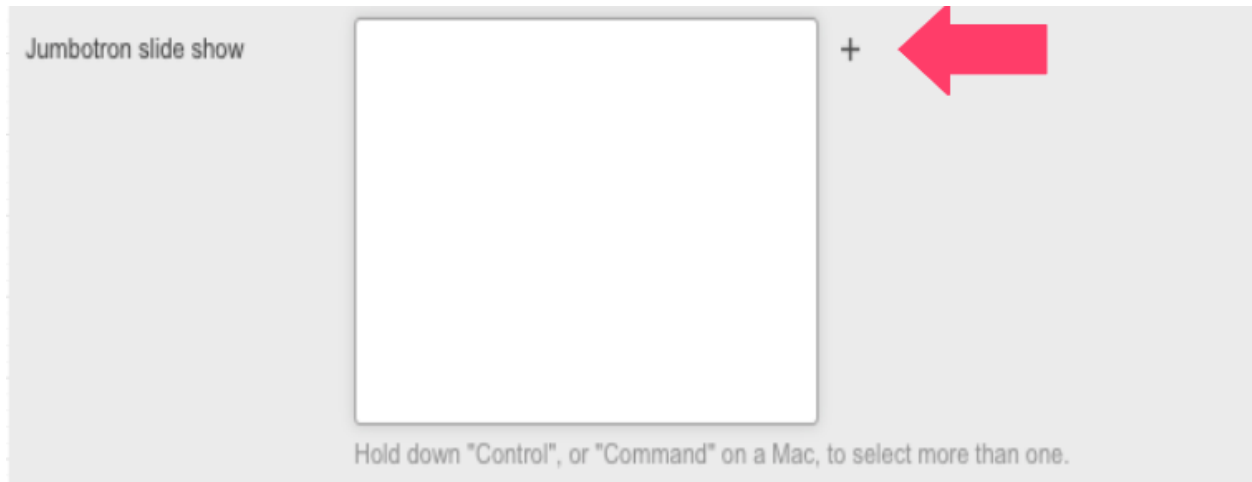 Jumbotron slide show
+
Hold down "Control", or "Command" on a Mac, to select more than one.